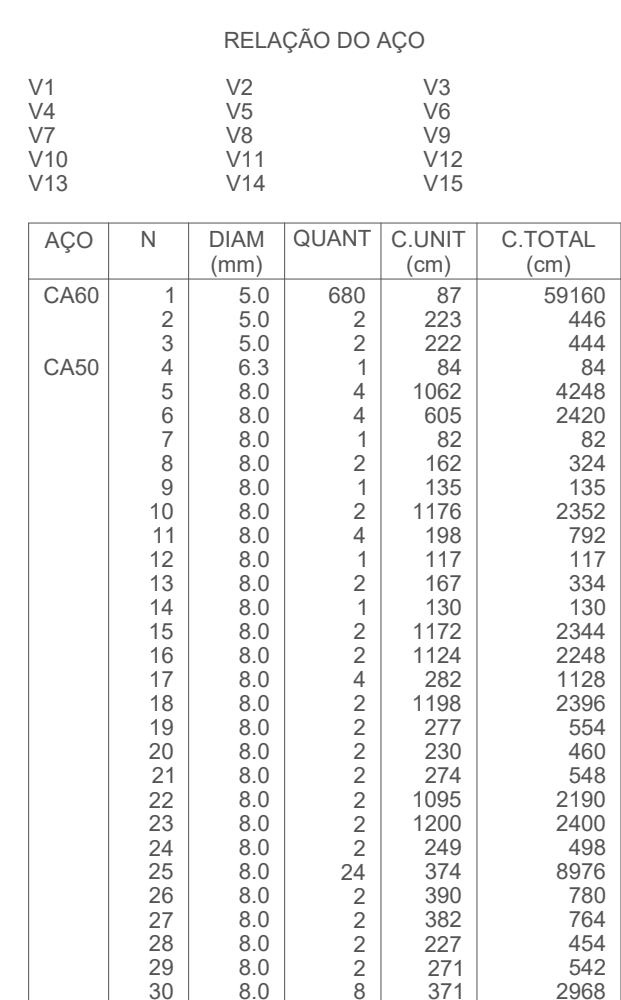 RELAÇÃO DO AÇO
V1 V2 V3
V4 V5 V6
V7 V8 V9
V10 V11 V12
V13 V14 V15
AÇO N DIAM QUANT C.UNIT C.TOTAL
(mm) (cm) (cm)
CA60 1 5.0 680 87 59160
2 5.0 2 223 446
3 5.0 2 222 444
CA50 4 6.3 1 84 84
5 8.0 4 1062 4248
6 8.0 4 605 2420
7 8.0 1 82 82
8 8.0 2 162 324
9 8.0 1 135 135
10 8.0 2 1176 2352
11 8.0 4 198 792
12 8.0 1 117 117
13 8.0 2 167 334
14 8.0 1 130 130
15 8.0 2 1172 2344
16 8.0 2 1124 2248
17 8.0 4 282 1128
18 8.0 2 1198 2396
19 8.0 2 277 554
20 8.0 2 230 460
21 8.0 2 274 548
22 8.0 2 1095 2190
23 8.0 2 1200 2400
24 8.0 2 249 498
25 8.0 24 374 8976
26 8.0 2 390 780
27 8.0 2 382 764
28 8.0 2 227 454
29 8.0 2 271 542
30 8.0 8 371 2968